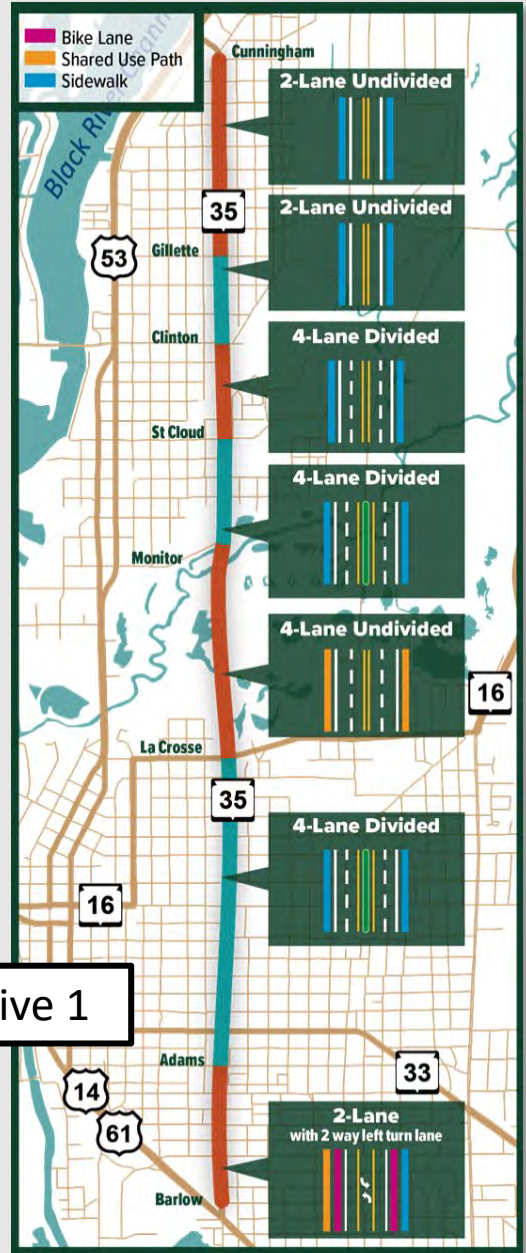 Bike Lane
Shared Use Path
Sidewalk
Black River
Cunningham
2-Lane Undivided
35
2-Lane Undivided
Gillette
53
Clinton
4-Lane Divided
St Cloud
4-Lane Divided
Monitor
4-Lane Undivided
16
La Crosse
35
4-Lane Divided
16
ive 1
Adams
33
14
2-Lane
with 2 way left turn lane
61
Barlow